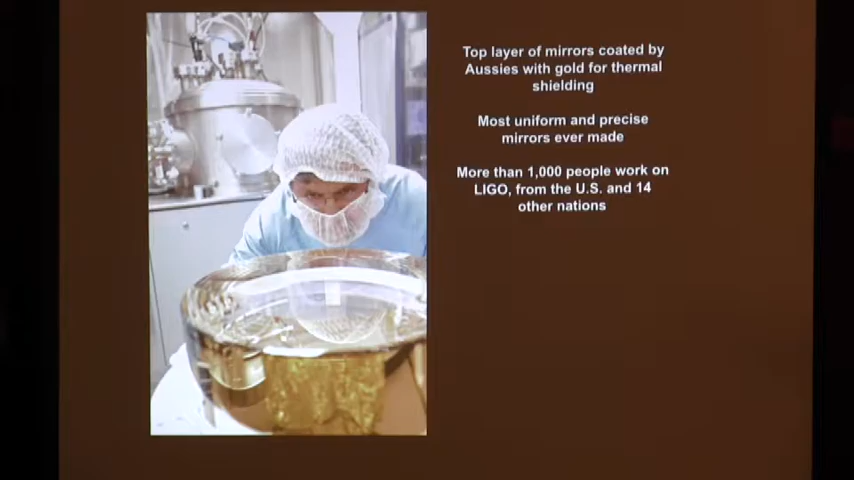 Top layer of mirrors coated by
Aussies with gold for thermal
shielding
Most uniform and precise
mirrors ever made
More than 1,000 people work on
LIGO, from the U.S. and 14
other nations